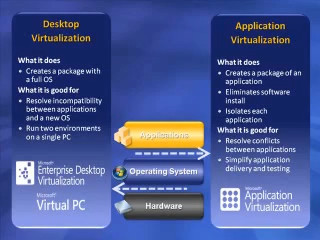 Desktop
Virtualization
What it does
Creates a package with
a full OS
What it is good for
Resolve incompatibility
between applications
and a new OS
Run two environments
on a single PC
Microsoft
Enterprise Desktop
Virtualization
Microsoft
Virtual PC
Applications
Operating System
Hardware
Application
Virtualization
What it does
Creates a package of an
application
Eliminates software
install
Isolates each
application
What it is good for
Resolve conflicts
between applications
Simplify application
delivery and testing
Microsoft
Application
Virtualization